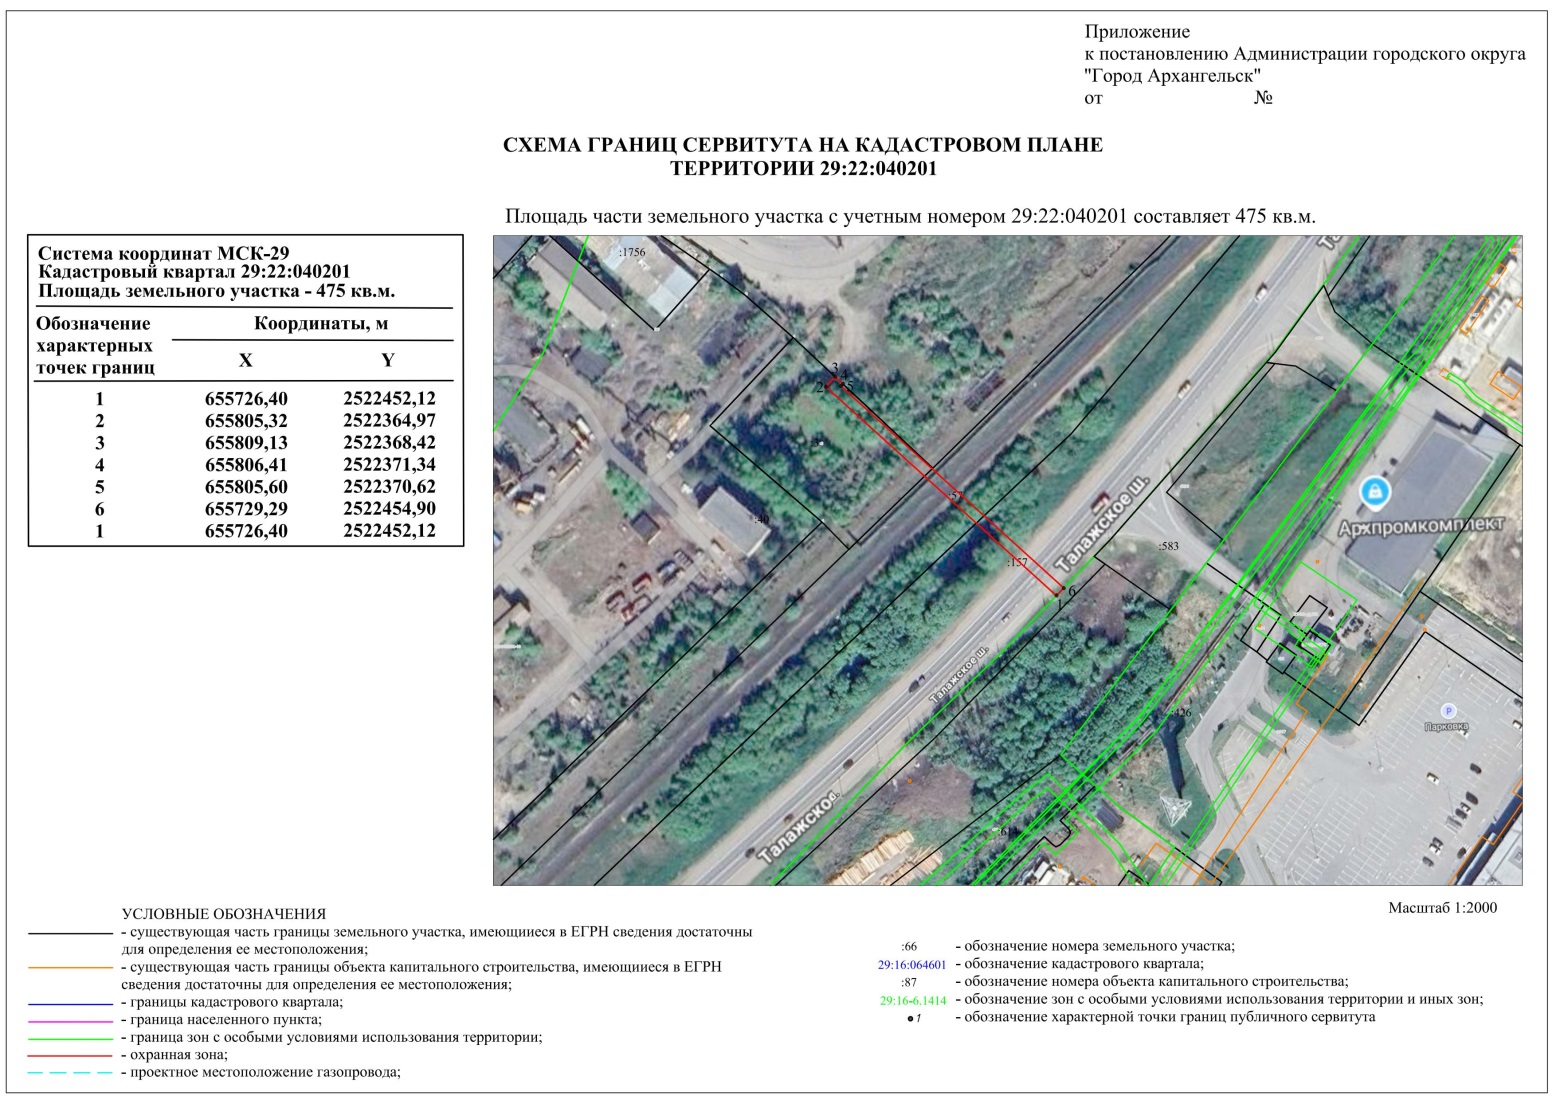 Приложение
к постановлению Администрации городского округа
"Город Архангельск"
от №
СХЕМА ГРАНИЦ СЕРВИТУТА НА КАДАСТРОВОМ ПЛАНЕ
ТЕРРИТОРИИ 29:22:040201
Площадь части земельного участка с учетным номером 29:22:040201 составляет 475 кв.м.
Система координат МСК-29
Кадастровый квартал 29:22:040201
Площадь земельного участка - 475 кв.м.
Обозначение характерных точек границ
Координаты, м
X Y
1 655726,40 2522452,12
2 655805,32 2522364,97
3 655809,13 2522368,42
4 655806,41 2522371,34
5 655805,60 2522370,62
6 655729,29 2522454,90
1 655726,40 2522452,12
:1756
3
4
2
5
:40
:57
Талажское ш.
Архпромкомплект
:583
:157
6
1
Талажское ш.
:426
P
Парковка
:614
Масштаб 1:2000
УСЛОВНЫЕ ОБОЗНАЧЕНИЯ
- существующая часть границы земельного участка, имеющииеся в ЕГРН сведения достаточны
для определения ее местоположения;
- существующая часть границы объекта капитального строительства, имеющииеся в ЕГРН
сведения достаточны для определения ее местоположения;
- границы кадастрового квартала;
- граница населенного пункта;
- граница зон с особыми условиями использования территории;
- охранная зона;
- проектное местоположение газопровода;
:66 - обозначение номера земельного участка;
29:16:064601 - обозначение кадастрового квартала;
:87 - обозначение номера объекта капитального строительства;
29:16-6.1414 - обозначение зон с особыми условиями использования территории и иных зон;
1 - обозначение характерной точки границ публичного сервитута